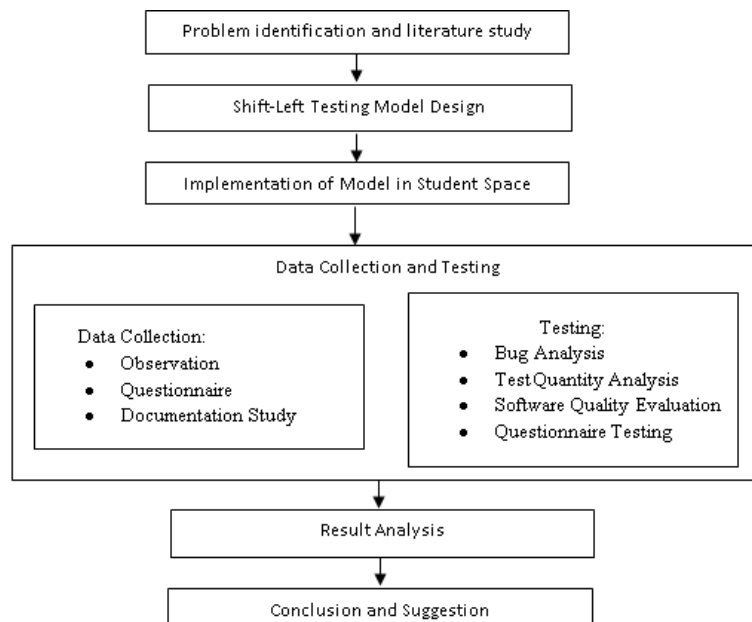 Problem identification and literature study
Shift-Left Testing Model Design
Implementation of Model in Student Space
Data Collection and Testing
Data Collection:
● Observation
● Questionnaire
● Documentation Study
Testing:
● Bug Analysis
● Test Quantity Analysis
● Software Quality Evaluation
● Questionnaire Testing
Result Analysis
Conclusion and Suggestion